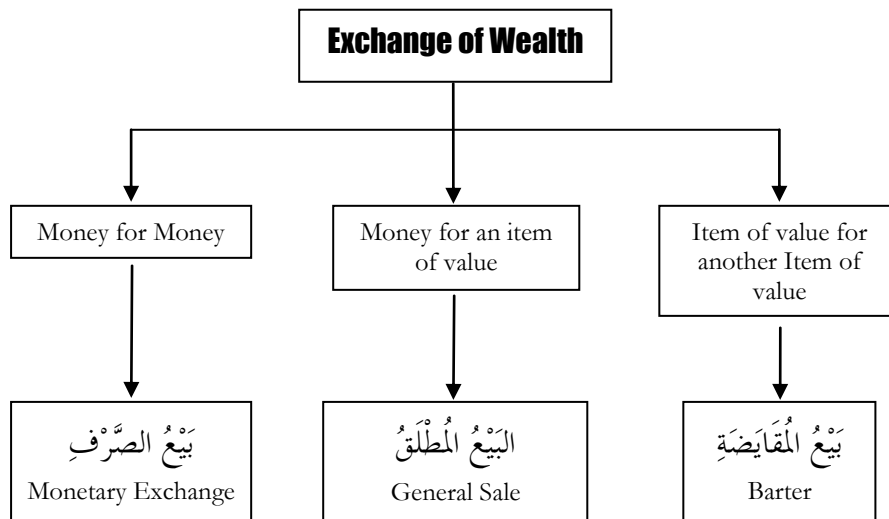 Exchange of Wealth
Money for Money
Money for an item
of value
Item of value for
another Item of
value
بَيْعُ الصَّرْفِ
Monetary Exchange
البَيْعُ المُطْلَقُ
General Sale
بَيْعُ المُقَايَضَةِ
Barter